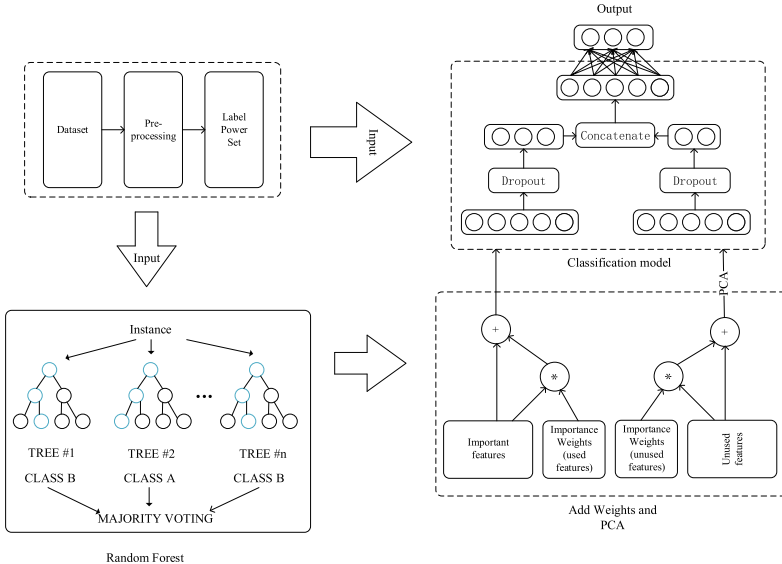 Output
Dataset
Pre-
processing
Label
Power
Set
Input
Concatenate
Dropout
Dropout
Classification model
Input
PCA
Instance
+
+
*
*
...
TREE #1
TREE #2
TREE #n
CLASS B
CLASS A
CLASS B
MAJORITY VOTING
Random Forest
Important
features
Importance
Weights
(used
features)
Importance
Weights
(unused
features)
Unused
features
Add Weights and
PCA